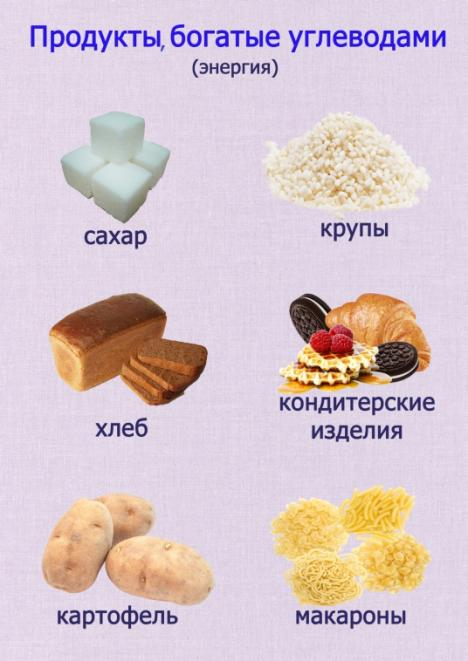 Продукты, богатые углеводами
(энергия)
сахар
крупы
хлеб
кондитерские
изделия
картофель
макароны